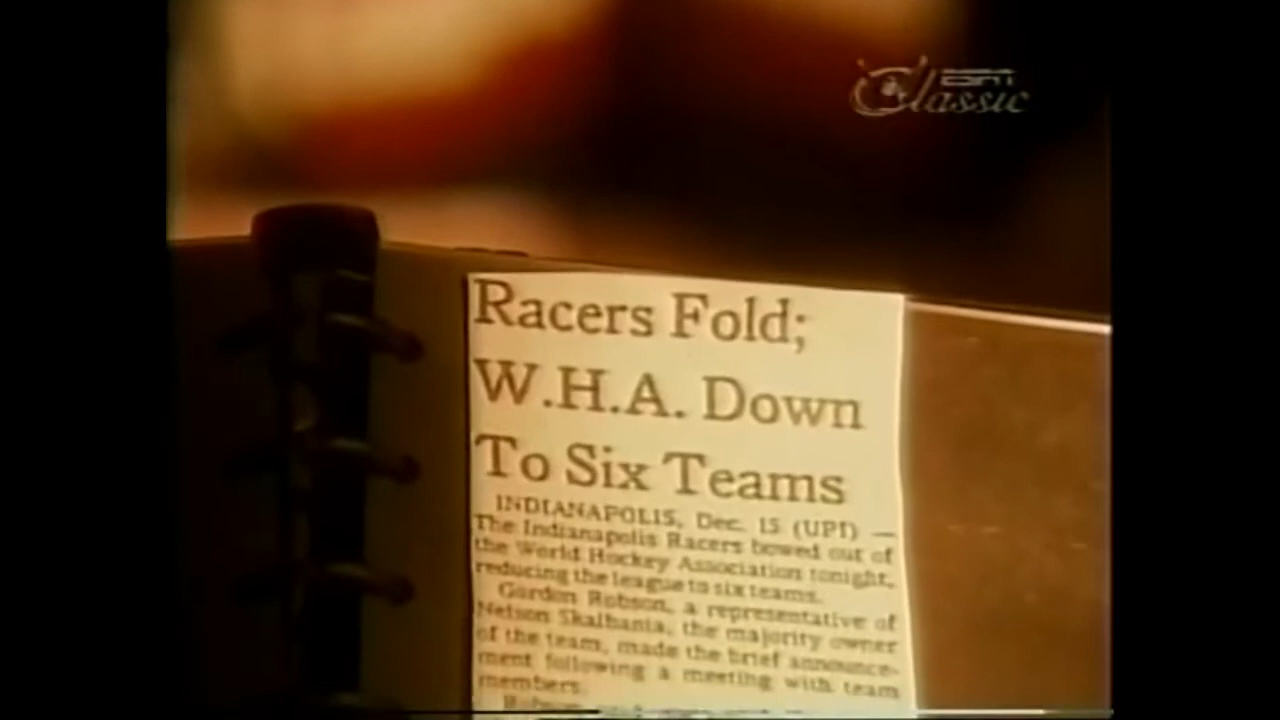 ESPN
Classic
Racers Fold;
W.H.A. Down
To Six Teams
INDIANAPOLIS, Dec. 15 (UPI) —
The Indianapolis Racers bowed out of
the World Hockey Association tonight,
reducing the league to six teams.
Gordon Robson, a representative of
Nelson Skalbania, the majority owner
of the team, made the brief announce-
ment following a meeting with team
members.